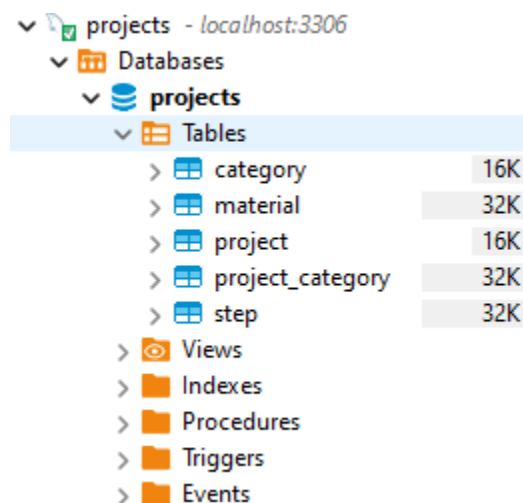 projects - localhost:3306
Databases
projects
Tables
category 16K
material 32K
project 16K
project_category 32K
step 32K
Views
Indexes
Procedures
Triggers
Events